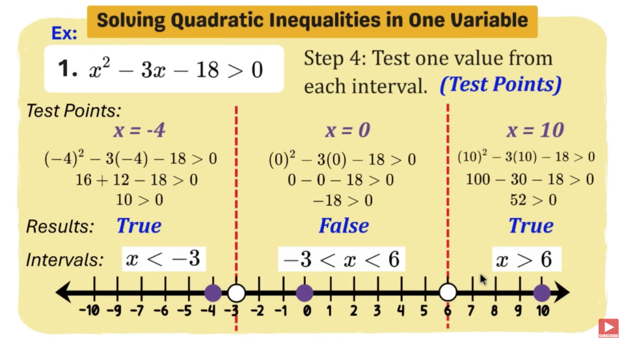 Solving Quadratic Inequalities in One Variable
Ex:
1. x² − 3x − 18 > 0
Step 4: Test one value from
each interval. (Test Points)
Test Points:
x = -4
(−4)² − 3(−4) − 18 > 0
16 + 12 − 18 > 0
10 > 0
x = 0
(0)² − 3(0) − 18 > 0
0 − 0 − 18 > 0
−18 > 0
x = 10
(10)² − 3(10) − 18 > 0
100 − 30 − 18 > 0
52 > 0
Results: True False True
Intervals: x < −3 −3 < x < 6 x > 6
-10 -9 -8 -7 -6 -5 -4 -3 -2 -1 0 1 2 3 4 5 6 7 8 9 10